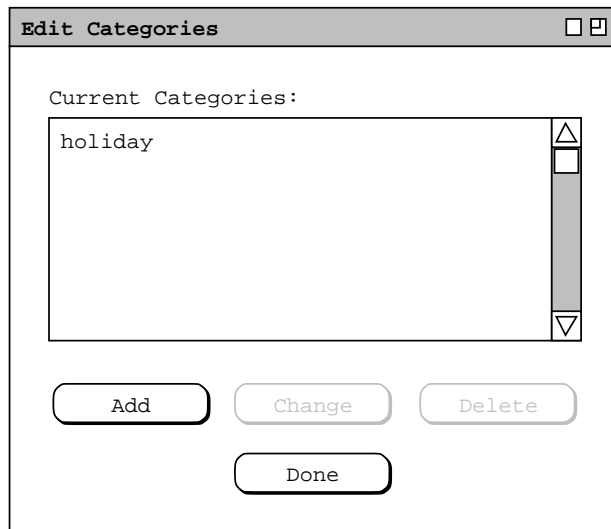 Edit Categories
Current Categories:
holiday
Add Change Delete
Done